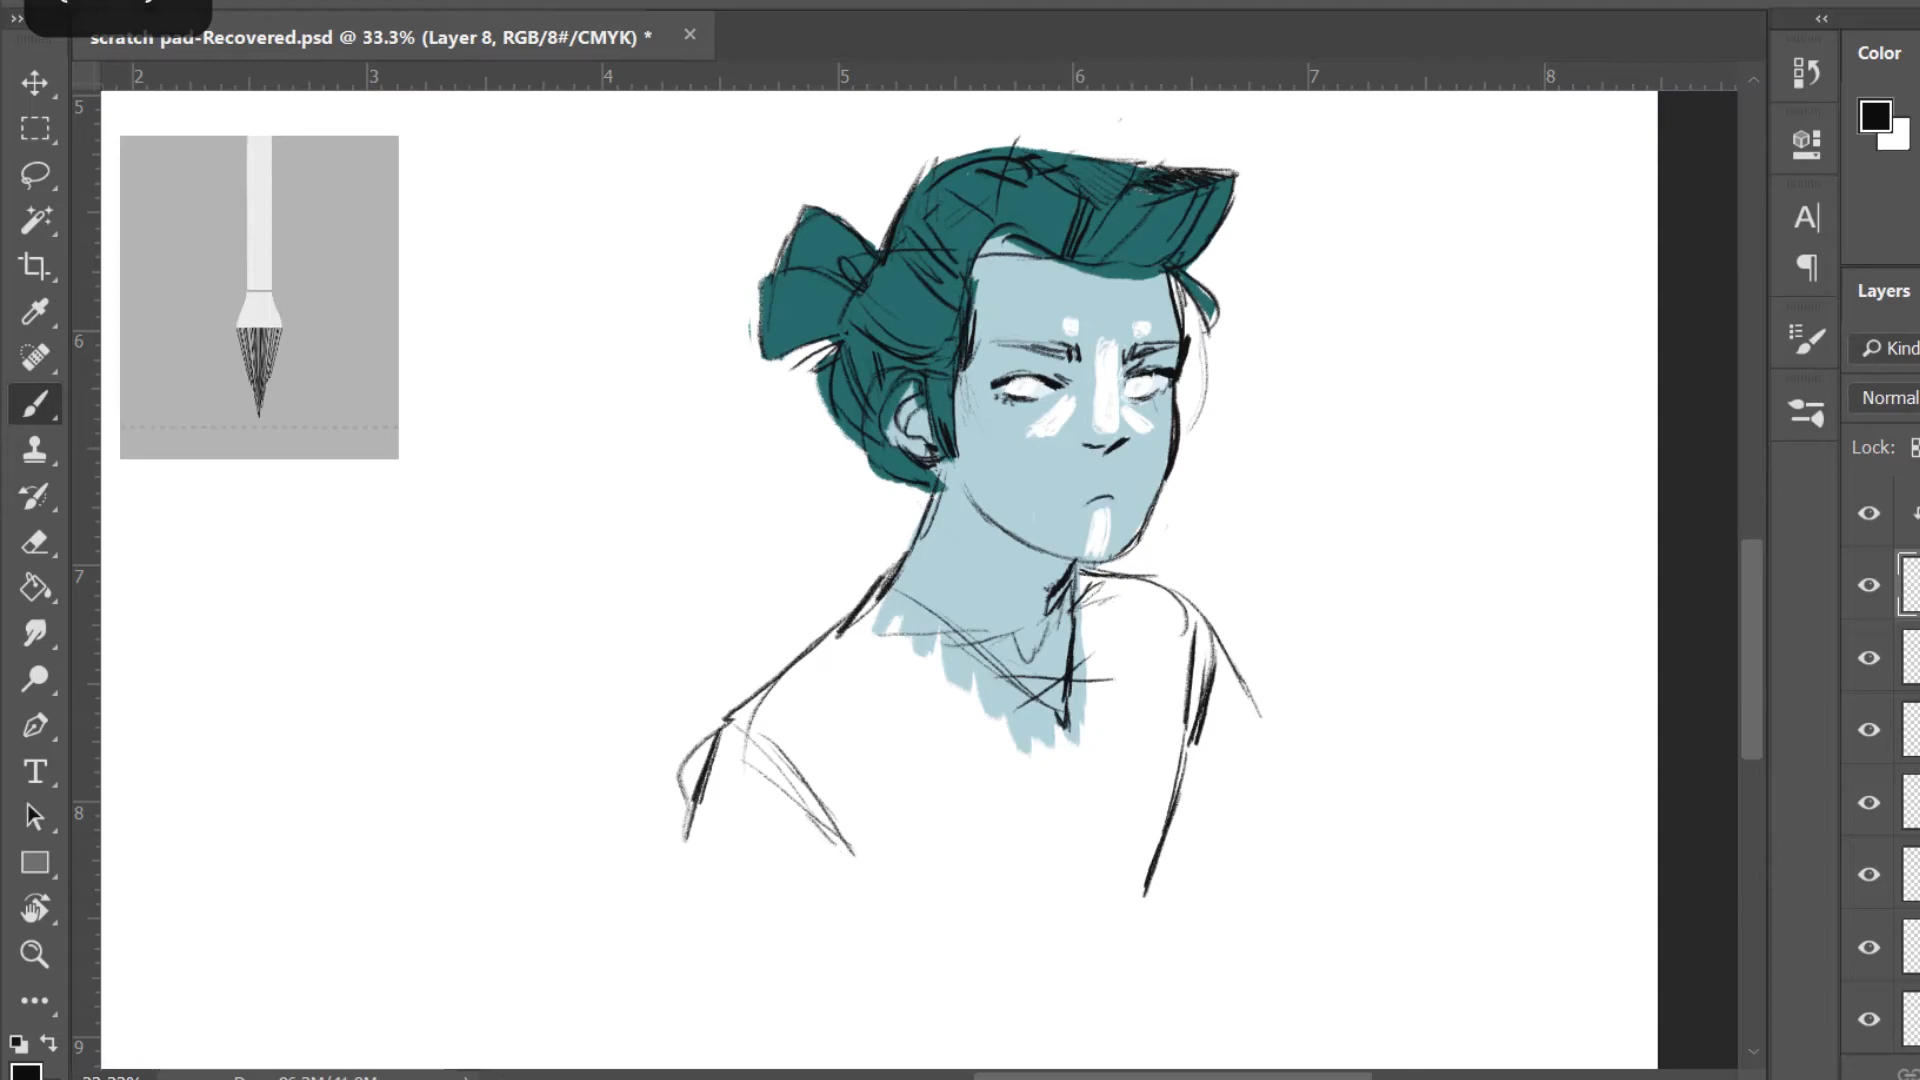 scratch pad-Recovered.psd @ 33.3% (Layer 8, RGB/8#/CMYK) *
2 3 4 5 6 7 8
5
6
7
8
9
Color
Layers
Kind
Normal
Lock: